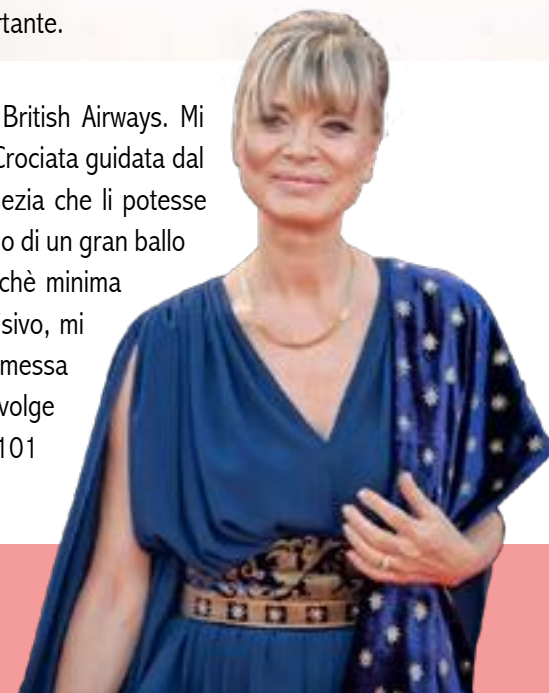 rtante.
British Airways. Mi
Crociata guidata dal
ezia che li potesse
o di un gran ballo
chè minima
sivo, mi
messa
volge
101